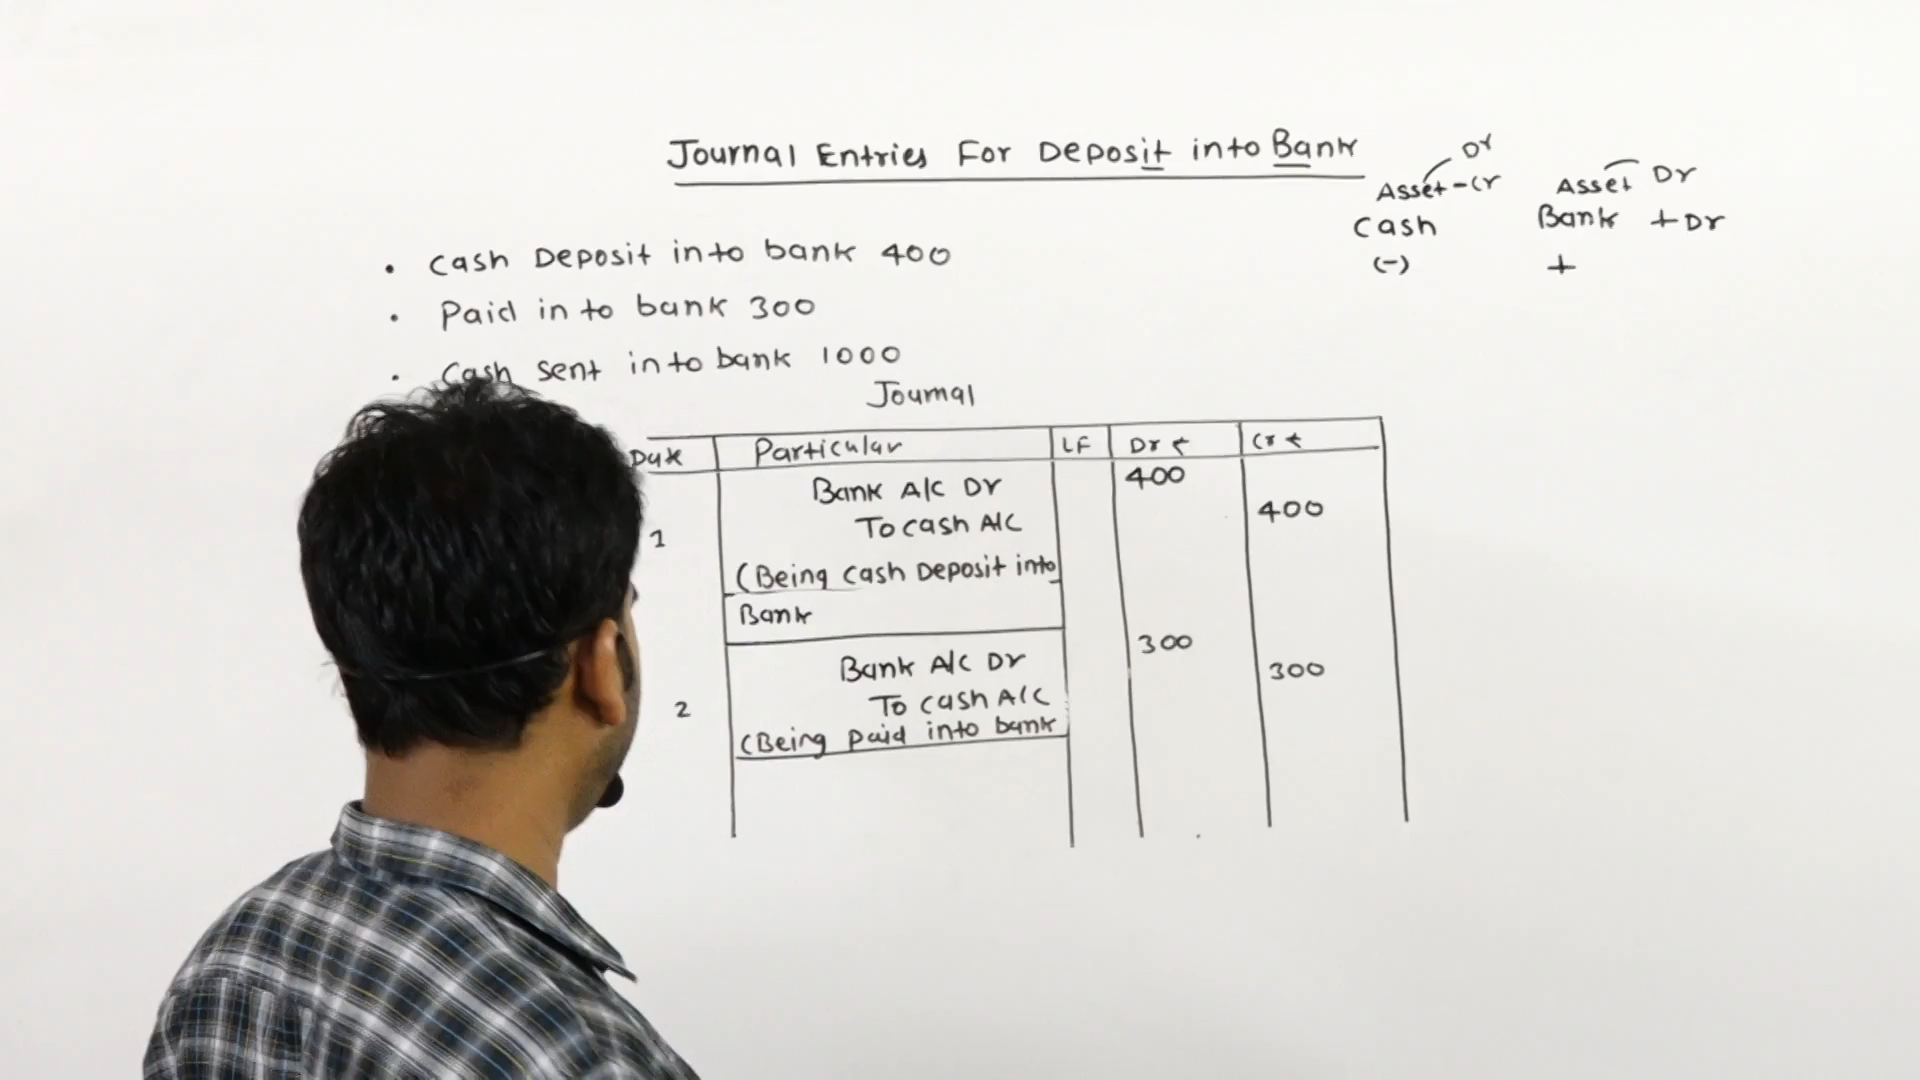 Journal Entries For Deposit into Bank
Dr
Asset - Cr
Cash
(-)
Asset Dr
Bank + Dr
+
• Cash Deposit into bank 400
• Paid in to bank 300
• Cash sent into bank 1000
Journal
Date Particular LF Dr ₹ Cr ₹
Bank A/C Dr 400
1 To cash A/C 400
(Being Cash Deposit into
Bank
Bank A/C Dr 300
2 To cash A/C 300
(Being paid into bank